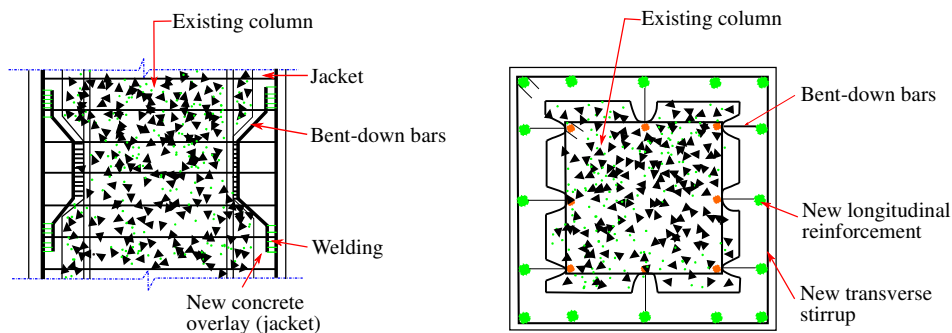 Existing column
Jacket
Bent-down bars
Welding
New concrete
overlay (jacket)
Existing column
Bent-down bars
New longitudinal
reinforcement
New transverse
stirrup